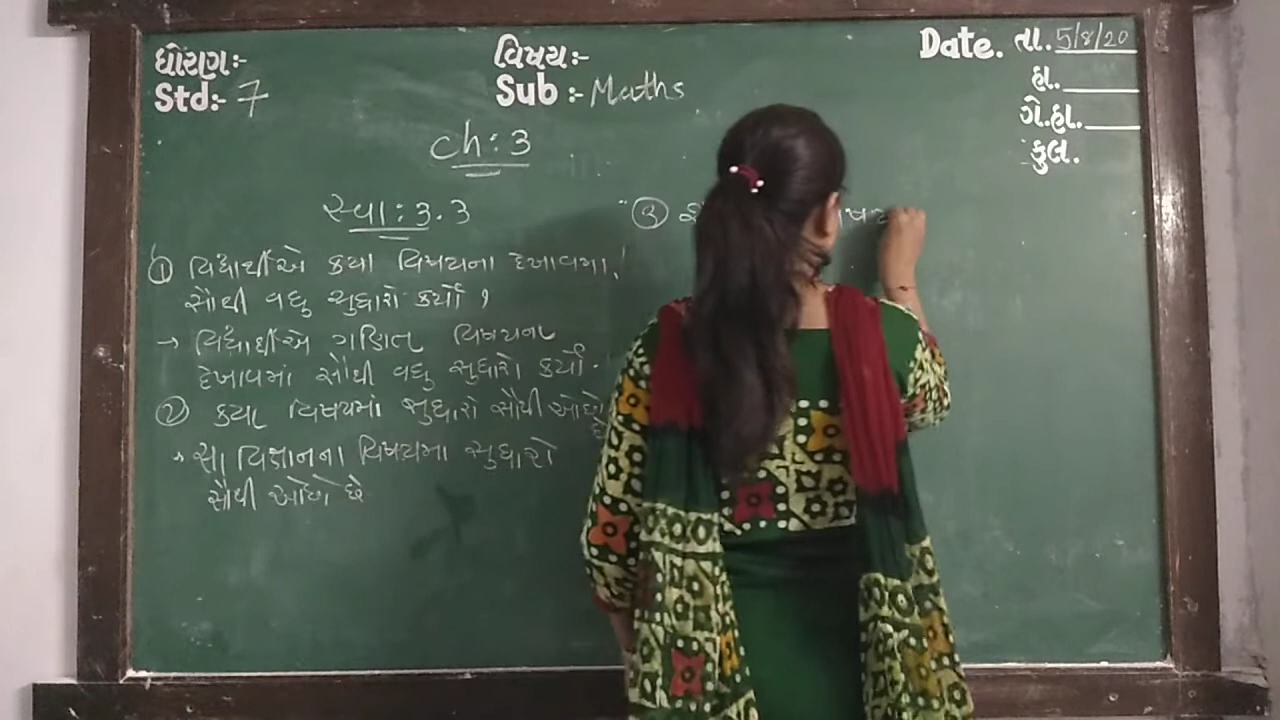 ધોરણ:-
Std:- 7
વિષય:-
Sub :- Maths
Date. તા. 5/8/20
હા.
ગે.હા.
કુલ.
ch: 3
સ્વા: 3.3
① વિદ્યાર્થીએ કયા વિષયના દેખાવમાં
સૌથી વધુ સુધારો કર્યો ?
→ વિદ્યાર્થીએ ગણિત વિષયના
દેખાવમાં સૌથી વધુ સુધારો કર્યો.
② કયા વિષયમાં સુધારો સૌથી ઓછો
છે
→ સા વિજ્ઞાનના વિષયમા સુધારો
સૌથી ઓછો છે
③